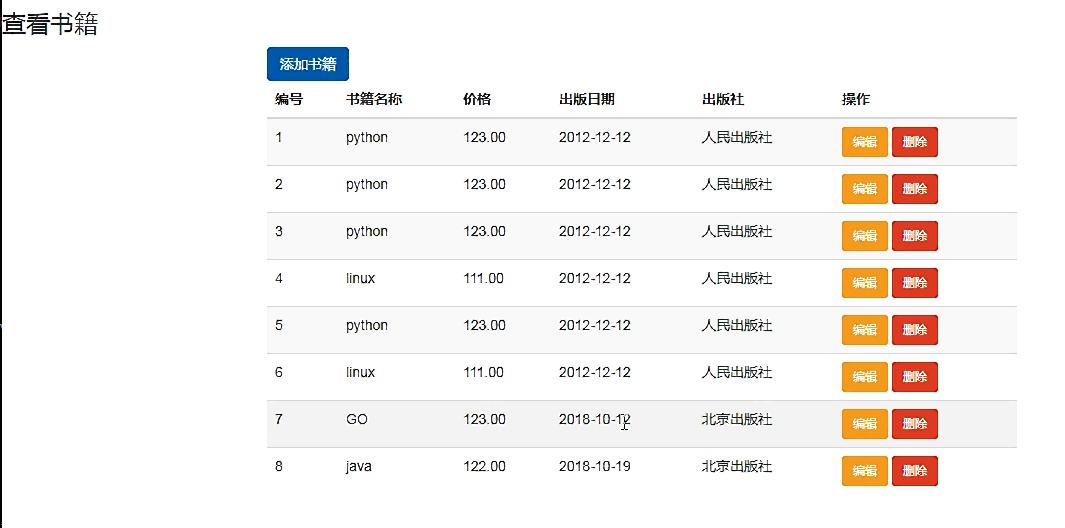 查看书籍
添加书籍
编号 书籍名称 价格 出版日期 出版社 操作
1 python 123.00 2012-12-12 人民出版社 编辑 删除
2 python 123.00 2012-12-12 人民出版社 编辑 删除
3 python 123.00 2012-12-12 人民出版社 编辑 删除
4 linux 111.00 2012-12-12 人民出版社 编辑 删除
5 python 123.00 2012-12-12 人民出版社 编辑 删除
6 linux 111.00 2012-12-12 人民出版社 编辑 删除
7 GO 123.00 2018-10-12 北京出版社 编辑 删除
8 java 122.00 2018-10-19 北京出版社 编辑 删除